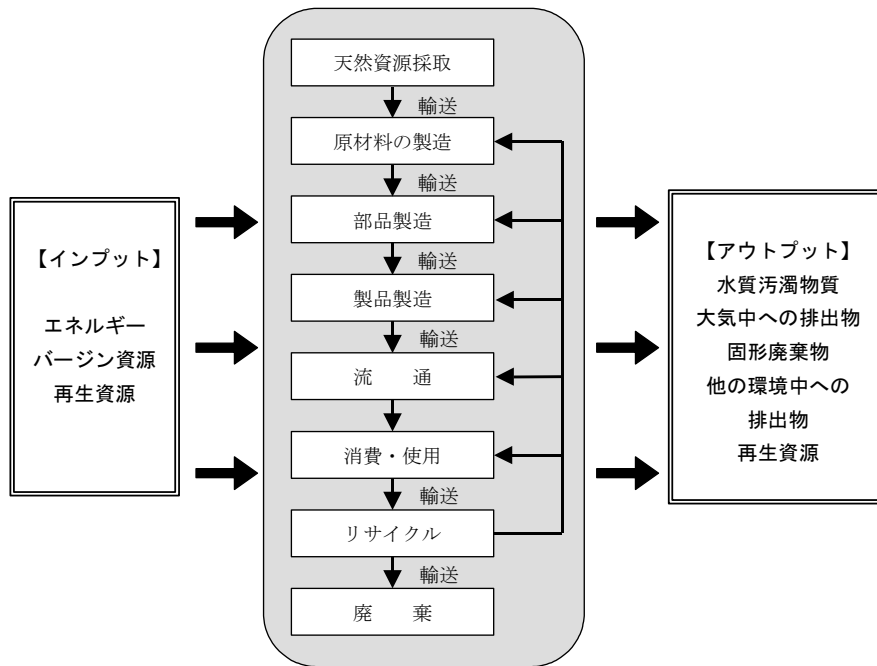 【インプット】
エネルギー
バージン資源
再生資源
天然資源採取
輸送
原材料の製造
輸送
部品製造
輸送
製品製造
輸送
流　　通
消費・使用
輸送
リサイクル
輸送
廃　　棄
【アウトプット】
水質汚濁物質
大気中への排出物
固形廃棄物
他の環境中への
排出物
再生資源